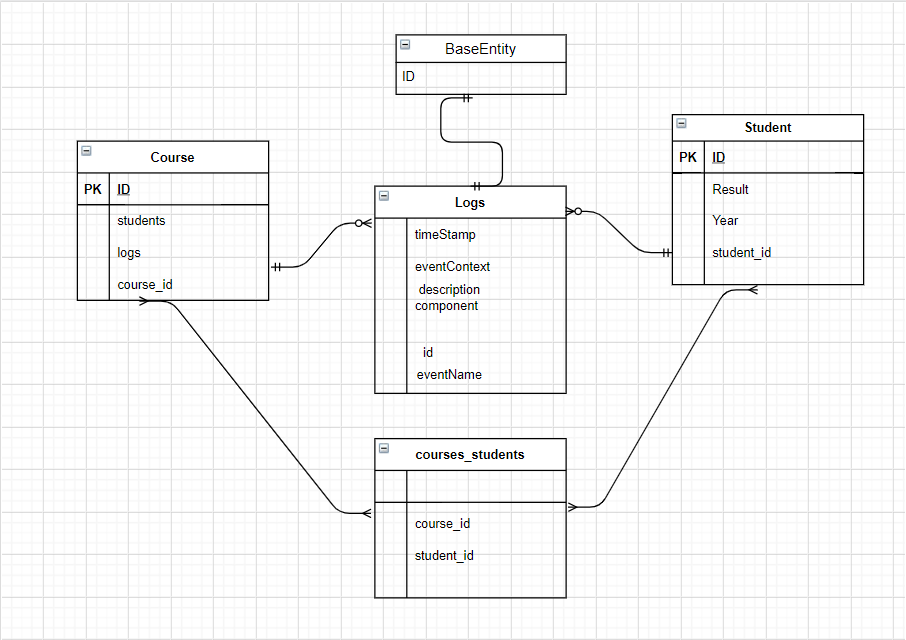 BaseEntity
ID
Course
PK ID
students
logs
course_id
Logs
timeStamp
eventContext
description
component
id
eventName
Student
PK ID
Result
Year
student_id
courses_students
course_id
student_id